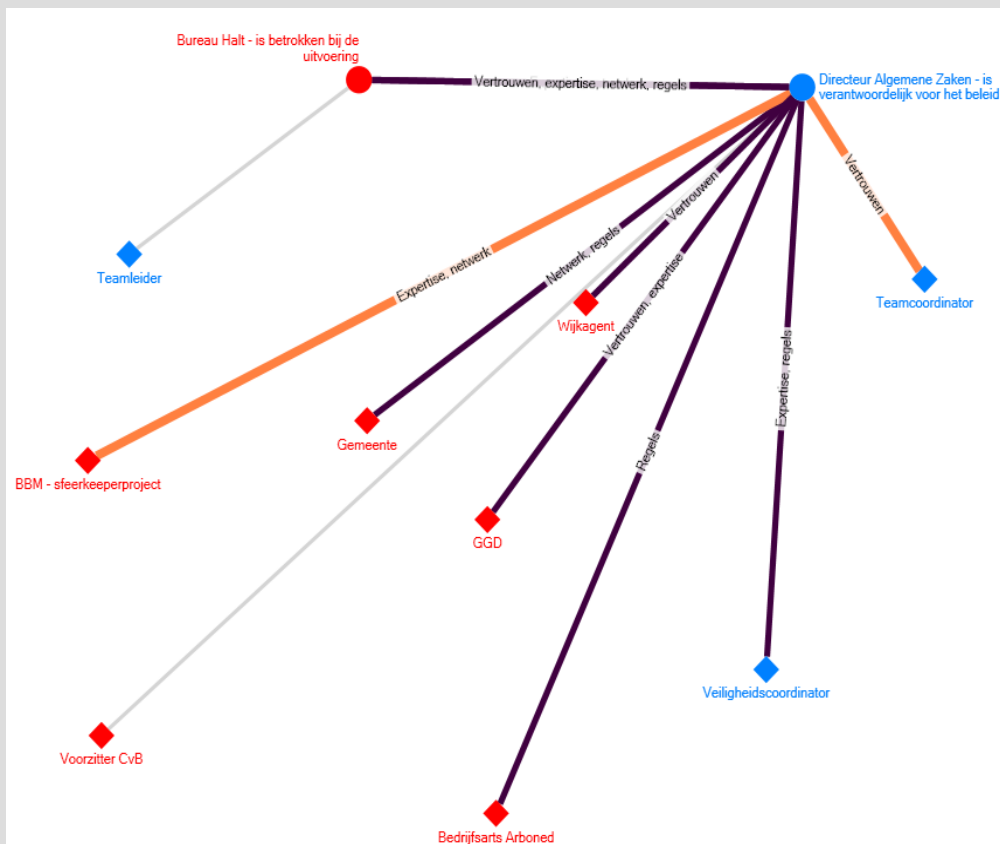 Bureau Halt - is betrokken bij de
uitvoering
Vertrouwen, expertise, netwerk, regels
Directeur Algemene Zaken - is
verantwoordelijk voor het beleid
Vertrouwen
Vertrouwen
Netwerk, regels
Expertise, netwerk
Teamleider
Teamcoordinator
Vertrouwen, expertise
Wijkagent
Expertise, regels
Gemeente
Regels
BBM - sfeerkeeperproject
GGD
Veiligheidscoordinator
Voorzitter CvB
Bedrijfsarts Arboned